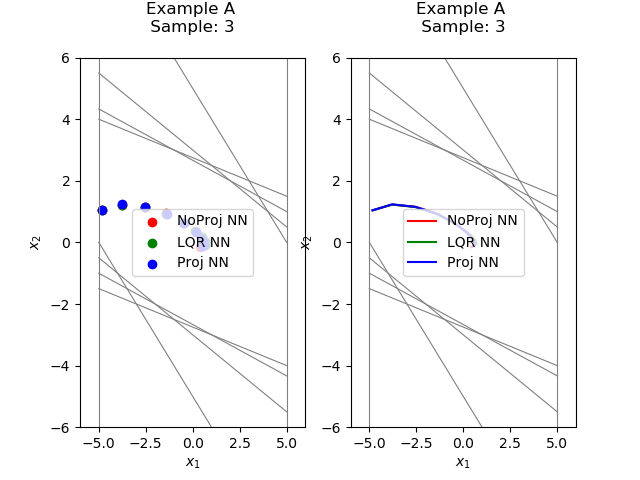 Example A
Sample: 3
6
4
2
0
−2
−4
−6
x2
NoProj NN
LQR NN
Proj NN
−5.0
−2.5
0.0
2.5
5.0
x1
Example A
Sample: 3
6
4
2
0
−2
−4
−6
x2
NoProj NN
LQR NN
Proj NN
−5.0
−2.5
0.0
2.5
5.0
x1